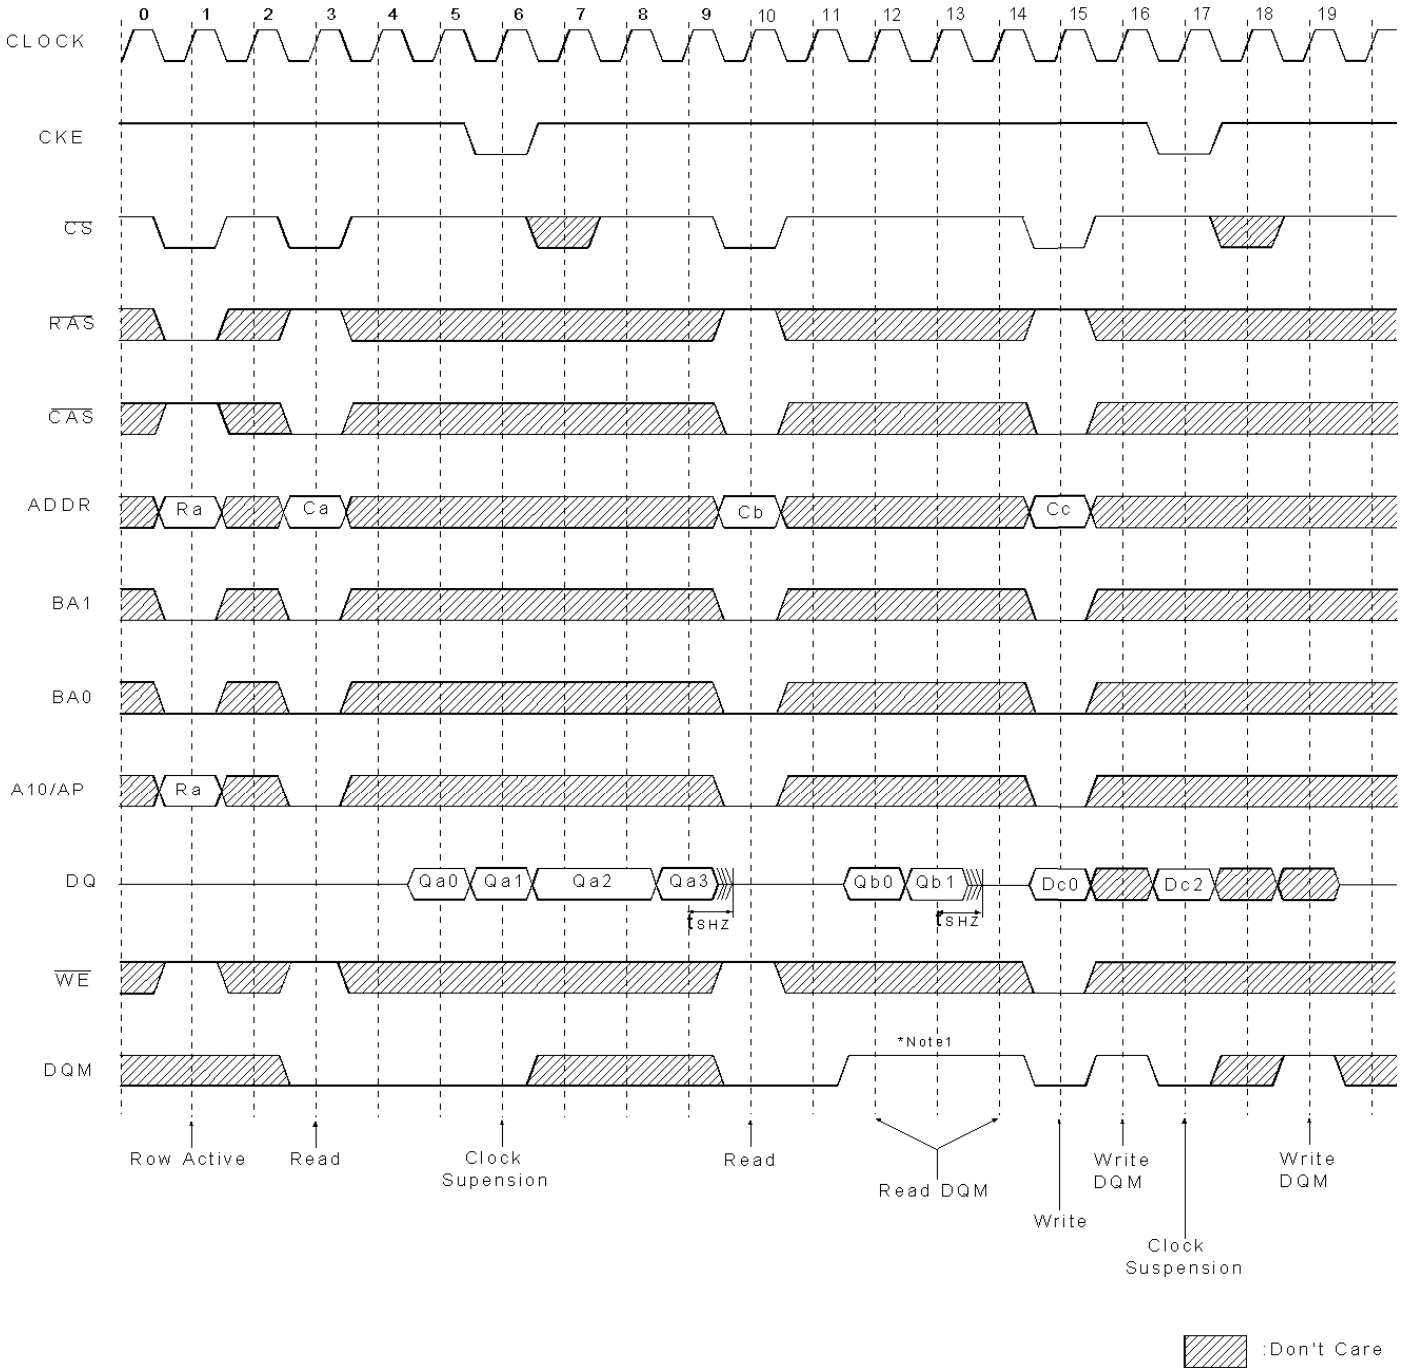 0 1 2 3 4 5 6 7 8 9 10 11 12 13 14 15 16 17 18 19
CLOCK
CKE
CS
RAS
CAS
ADDR Ra Ca Cb Cc
BA1
BA0
A10/AP Ra
DQ Qa0 Qa1 Qa2 Qa3 Qb0 Qb1 Dc0 Dc2
tSHZ tSHZ
WE
*Note1
DQM
Row Active Read Clock Read Write Write
Supension DQM DQM
Read DQM
Write
Clock
Suspension
:Don't Care